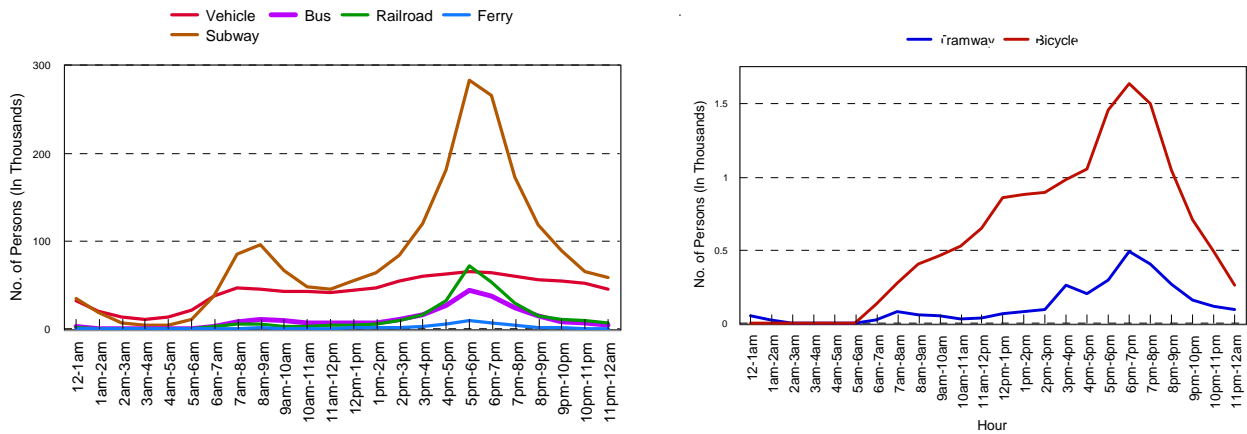 Vehicle Bus Railroad Ferry
Subway
No. of Persons (In Thousands)
300
200
100
0
12-1am
1am-2am
2am-3am
3am-4am
4am-5am
5am-6am
6am-7am
7am-8am
8am-9am
9am-10am
10am-11am
11am-12am
12pm-1pm
1pm-2pm
2pm-3pm
3pm-4pm
4pm-5pm
5pm-6pm
6pm-7pm
7pm-8pm
8pm-9pm
9pm-10pm
10pm-11pm
11pm-12am
Tramway Bicycle
No. of Persons (In Thousands)
1.5
1
0.5
0
12-1am
1am-2am
2am-3am
3am-4am
4am-5am
5am-6am
6am-7am
7am-8am
8am-9am
9am-10am
10am-11am
11am-12pm
12pm-1pm
1pm-2pm
2pm-3pm
3pm-4pm
4pm-5pm
5pm-6pm
6pm-7pm
7pm-8pm
8pm-9pm
9pm-10pm
10pm-11pm
11pm-12am
Hour